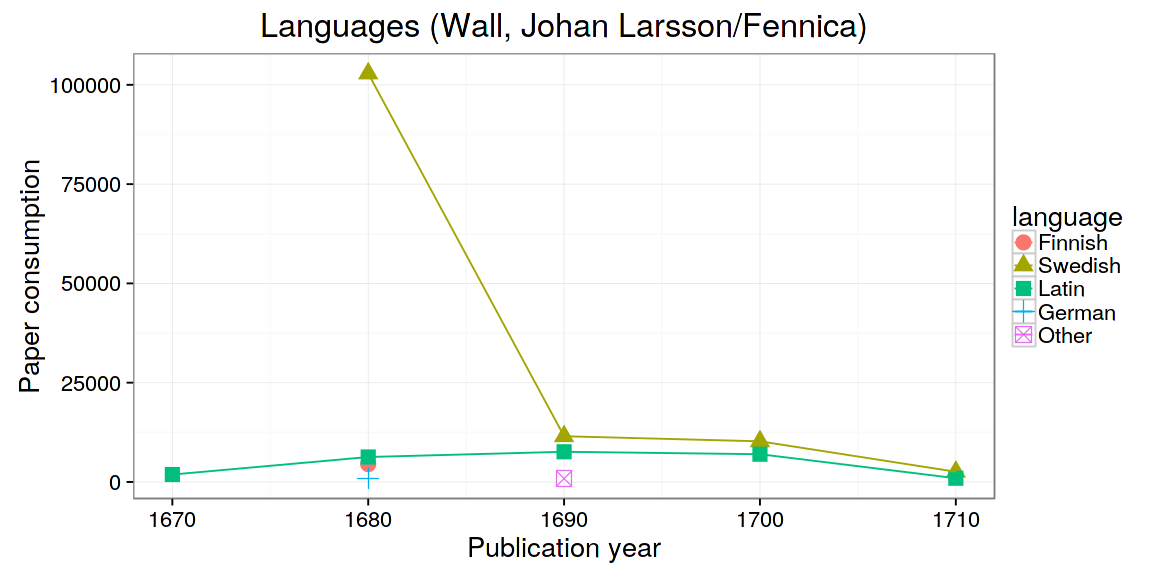 Languages (Wall, Johan Larsson/Fennica)
100000
75000
50000
25000
0
Paper consumption
1670 1680 1690 1700 1710
Publication year
language
Finnish
Swedish
Latin
German
Other